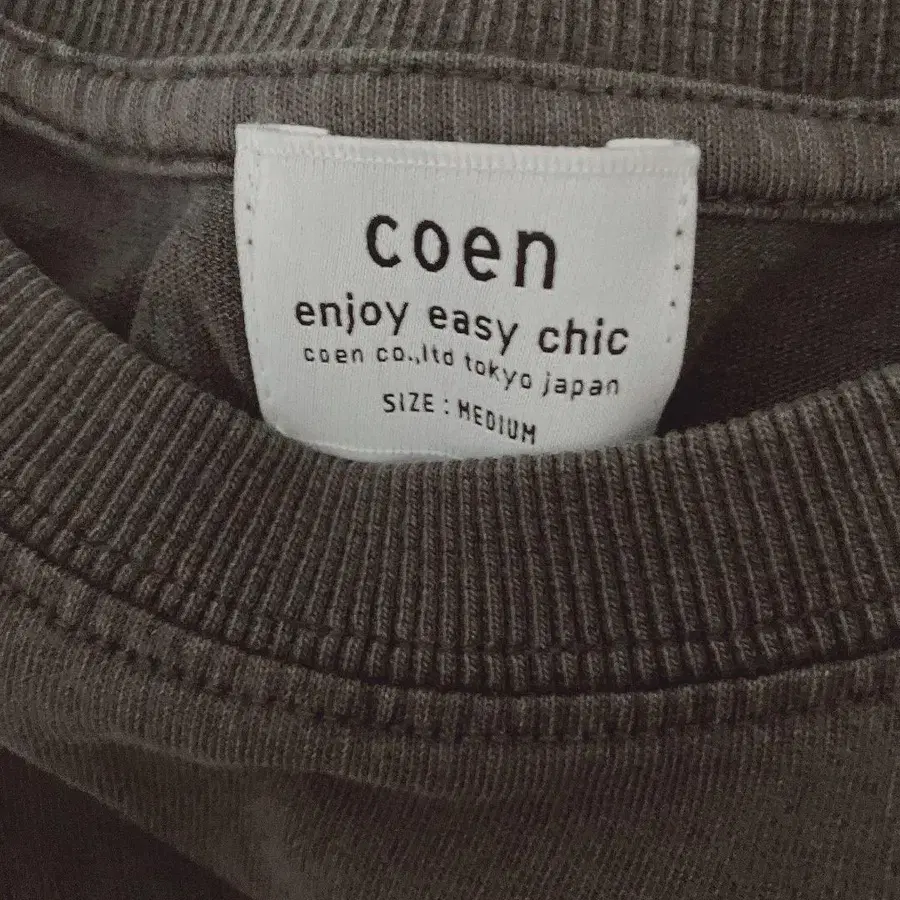 coen
enjoy easy chic
coen co.,ltd tokyo japan
SIZE : MEDIUM